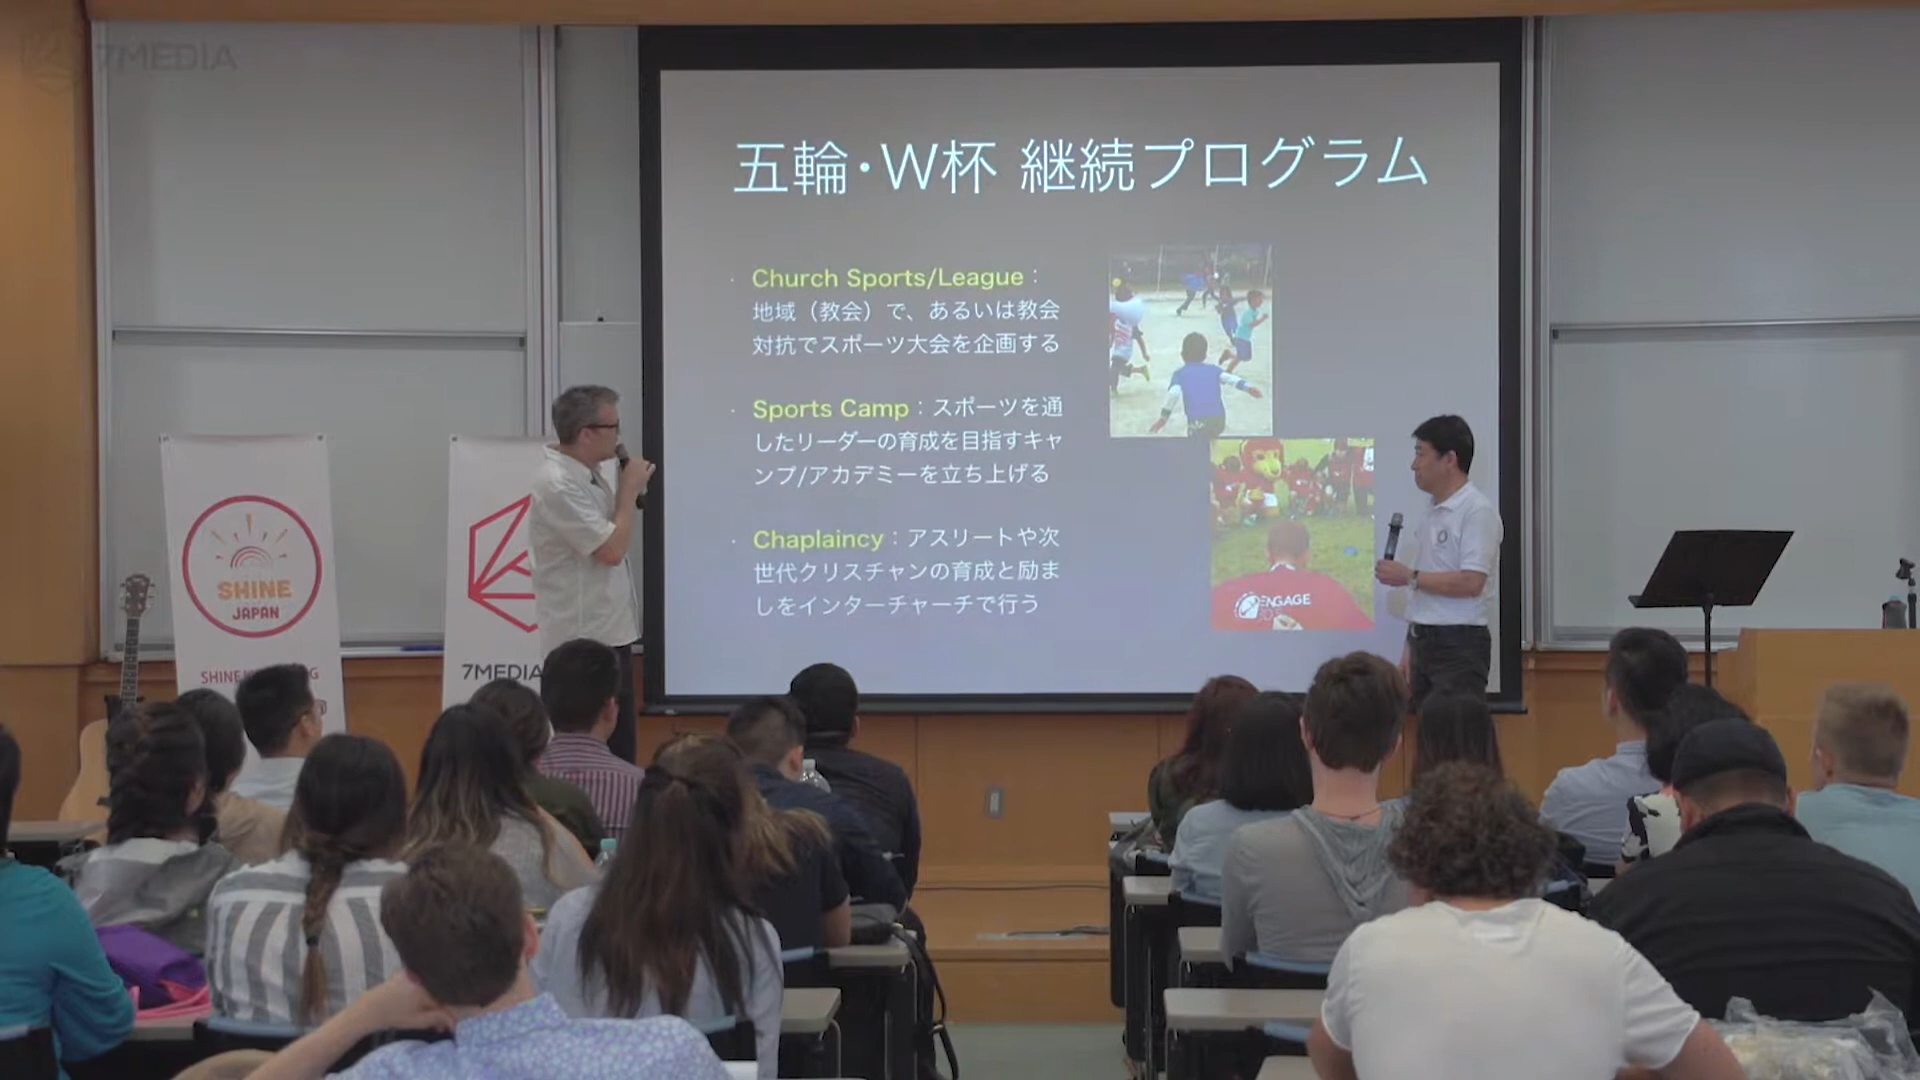 7MEDIA
五輪・W杯 継続プログラム
・ Church Sports/League：
地域（教会）で、あるいは教会
対抗でスポーツ大会を企画する
・ Sports Camp：スポーツを通
したリーダーの育成を目指すキャ
ンプ/アカデミーを立ち上げる
・ Chaplaincy：アスリートや次
世代クリスチャンの育成と励ま
しをインターチャーチで行う
ENGAGE
SHINE
JAPAN
7MEDIA